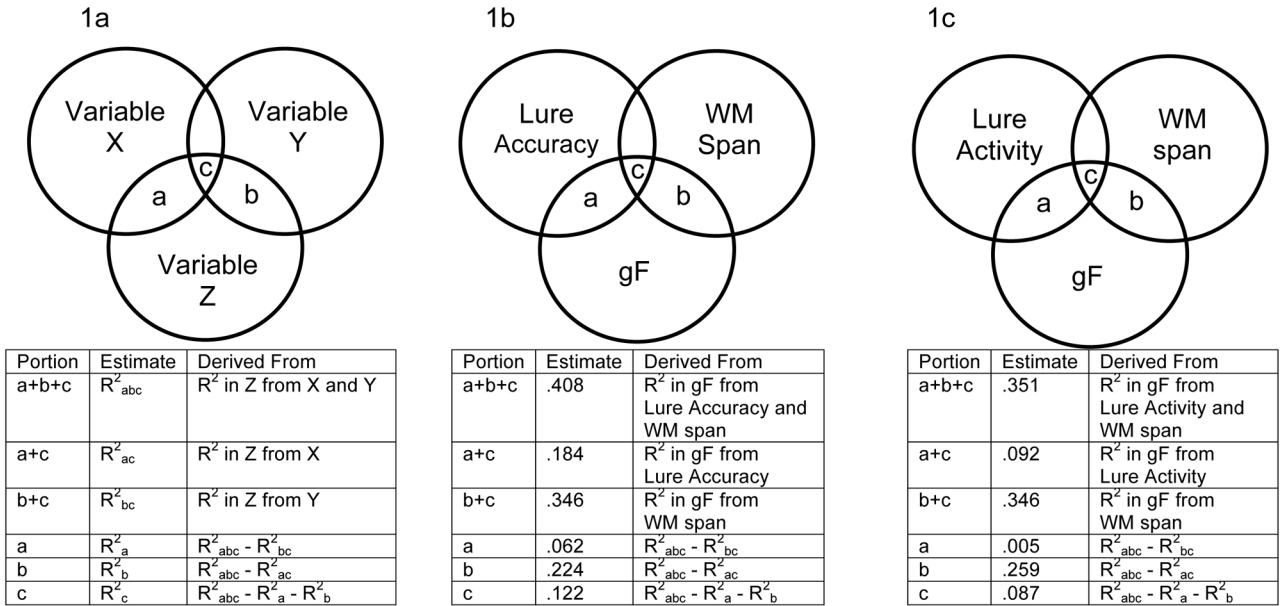 1a
Variable
X
Variable
Y
c
a
b
Variable
Z
Portion Estimate Derived From
a+b+c R²abc R² in Z from X and Y
a+c R²ac R² in Z from X
b+c R²bc R² in Z from Y
a R²a R²abc - R²bc
b R²b R²abc - R²ac
c R²c R²abc - R²a - R²b
1b
Lure
Accuracy
WM
Span
c
a
b
gF
Portion Estimate Derived From
a+b+c .408 R² in gF from
Lure Accuracy and
WM span
a+c .184 R² in gF from
Lure Accuracy
b+c .346 R² in gF from
WM span
a .062 R²abc - R²bc
b .224 R²abc - R²ac
c .122 R²abc - R²a - R²b
1c
Lure
Activity
WM
span
c
a
b
gF
Portion Estimate Derived From
a+b+c .351 R² in gF from
Lure Activity and
WM span
a+c .092 R² in gF from
Lure Activity
b+c .346 R² in gF from
WM span
a .005 R²abc - R²bc
b .259 R²abc - R²ac
c .087 R²abc - R²a - R²b